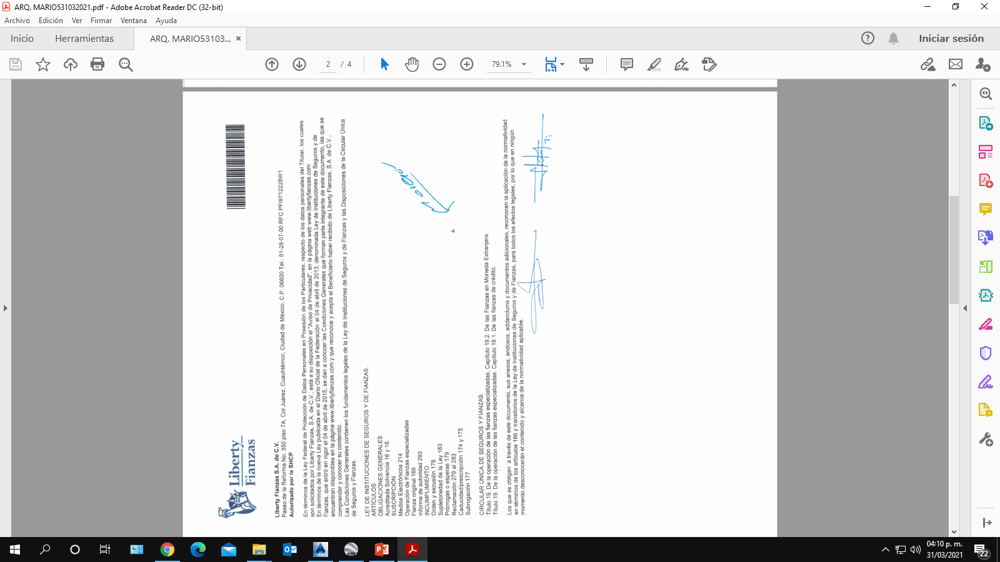 ARQ. MARIO531032021.pdf - Adobe Acrobat Reader DC (32-bit)
Archivo Edición Ver Firmar Ventana Ayuda
Inicio Herramientas ARQ. MARIO53103... × Iniciar sesión
2 / 4 79.1%
Liberty
Fianzas
Liberty Fianzas S.A. de C.V.
Paseo de la Reforma No. 350 piso 7A, Col Juárez, Cuauhtémoc, Ciudad de México, C.P. 06600 Tel.: 51-28-07-00 RFC PFI9712228W1
Autorizado por la SHCP
En términos de la Ley Federal de Protección de Datos Personales en Posesión de los Particulares, respecto de los datos personales del Titular, los cuales
son solicitados por Liberty Fianzas, S.A. de C.V., está a su disposición el "Aviso de Privacidad", en la página web www.libertyfianzas.com
En términos de la nueva Ley publicada en el Diario Oficial de la Federación el 04 de abril de 2013, denominada Ley de Instituciones de Seguros y de
Fianzas, que entró en vigor el 04 de abril de 2015, se dan a conocer las Condiciones Generales que forman parte integrante de este documento, las que se
encuentran disponibles en la página www.libertyfianzas.com y que reconoce y acepta el Beneficiario haber recibido de Liberty Fianzas, S.A. de C.V.,
comprender y conocer su contenido.
Las Condiciones Generales contienen los fundamentos legales de la Ley de Instituciones de Seguros y de Fianzas y las Disposiciones de la Circular Única
de Seguros y Fianzas.
LEY DE INSTITUCIONES DE SEGUROS Y DE FIANZAS.
ARTÍCULOS
OBLIGACIONES GENERALES
Acreditada Solvencia 16 y 18.
SUSCRIPCIÓN
Medios Electrónicos 214
Operación de Fianzas especializadas
Fianza original 166
Informe de autoridad 293
INCUMPLIMIENTO
Orden y excusión 178
Supletoriedad de la Ley 183
Prórrogas o esperas 179
Reclamación 279 al 283
Caducidad/prescripción 174 y 175
Subrogación 177
CIRCULAR ÚNICA DE SEGUROS Y FIANZAS.
Título 19. De la operación de las fianzas especializadas, Capítulo 19.2. De las Fianzas en Moneda Extranjera.
Título 19. De la operación de las fianzas especializadas. Capítulo 19.1. De las fianzas de crédito.
Los que se obligan a través de este documento, sus anexos, endosos, addendums y documentos adicionales, reconocen la aplicación de la normatividad
en términos de los artículos 166 y transitorios de la Ley de Instituciones de Seguros y de Fianzas, para todos los efectos legales, por lo que en ningún
momento desconocerán el contenido y alcance de la normatividad aplicable.
04:10 p. m.
31/03/2021
22